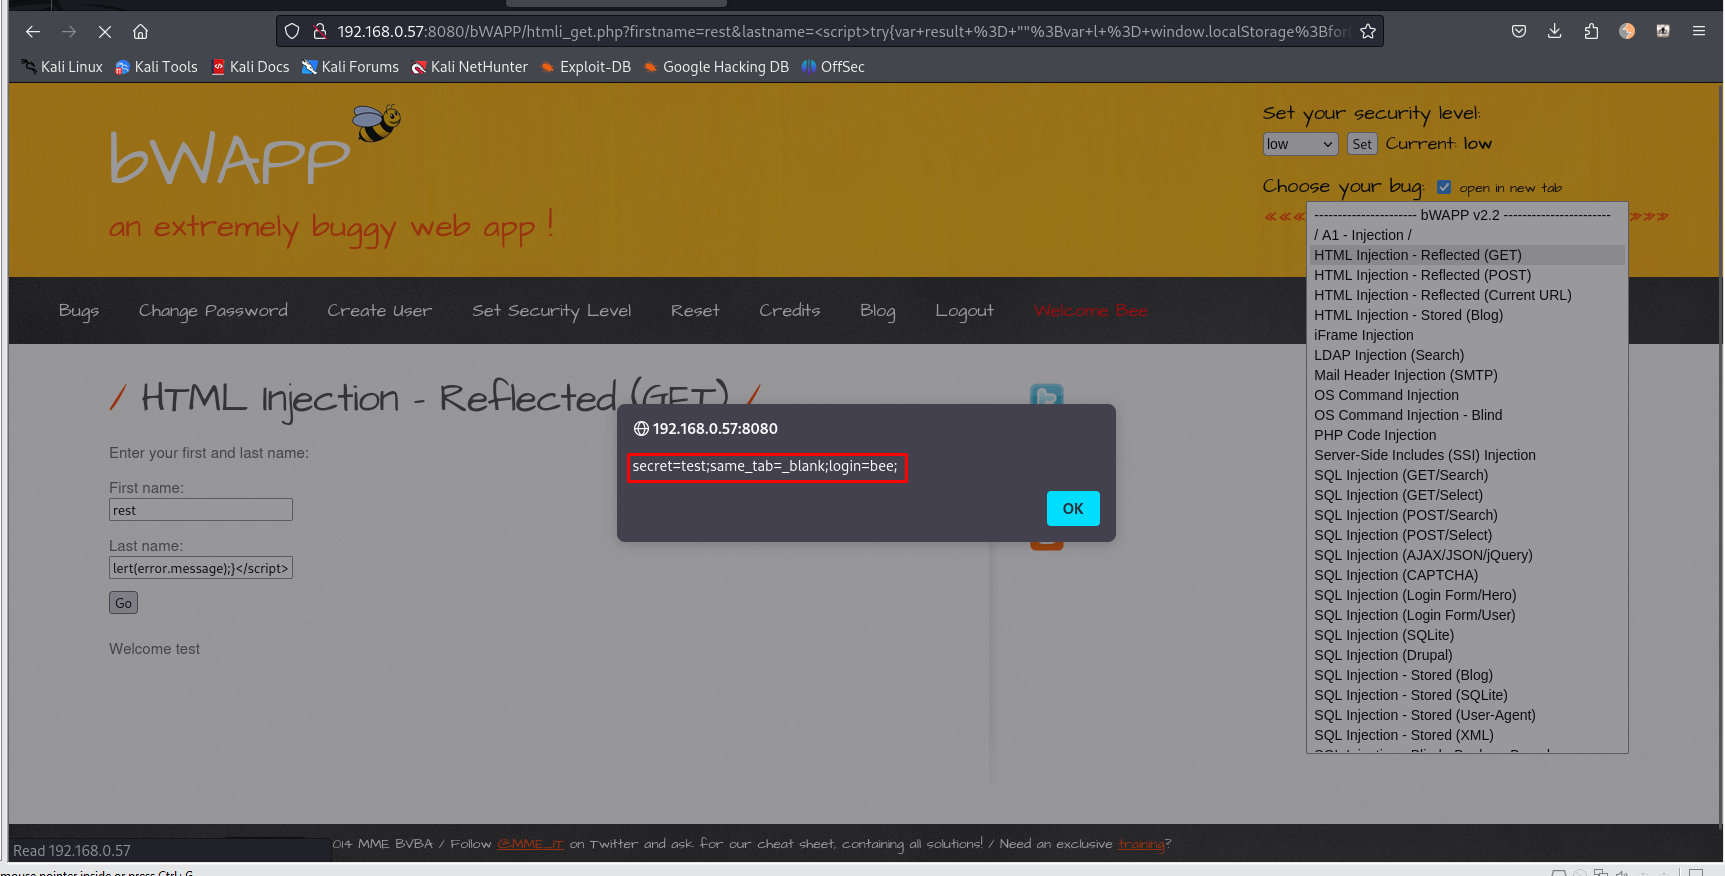 192.168.0.57:8080/bWAPP/htmli_get.php?firstname=rest&lastname=<script>try{var+result+%3D+""%3Bvar+l+%3D+window.localStorage%3Bfor(
Kali Linux Kali Tools Kali Docs Kali Forums Kali NetHunter Exploit-DB Google Hacking DB OffSec
bWAPP
an extremely buggy web app !
Set your security level:
low Set Current: low
Choose your bug: open in new tab
---------------------- bWAPP v2.2 -----------------------
/ A1 - Injection /
HTML Injection - Reflected (GET)
HTML Injection - Reflected (POST)
HTML Injection - Reflected (Current URL)
HTML Injection - Stored (Blog)
iFrame Injection
LDAP Injection (Search)
Mail Header Injection (SMTP)
OS Command Injection
OS Command Injection - Blind
PHP Code Injection
Server-Side Includes (SSI) Injection
SQL Injection (GET/Search)
SQL Injection (GET/Select)
SQL Injection (POST/Search)
SQL Injection (POST/Select)
SQL Injection (AJAX/JSON/jQuery)
SQL Injection (CAPTCHA)
SQL Injection (Login Form/Hero)
SQL Injection (Login Form/User)
SQL Injection (SQLite)
SQL Injection (Drupal)
SQL Injection - Stored (Blog)
SQL Injection - Stored (SQLite)
SQL Injection - Stored (User-Agent)
SQL Injection - Stored (XML)
Bugs Change Password Create User Set Security Level Reset Credits Blog Logout Welcome Bee
/ HTML Injection - Reflected (GET) /
Enter your first and last name:
First name:
rest
Last name:
lert(error.message);}</script>
Go
Welcome test
192.168.0.57:8080
secret=test;same_tab=_blank;login=bee;
OK
014 MME BVBA / Follow @MME_IT on Twitter and ask for our cheat sheet, containing all solutions! / Need an exclusive training?
Read 192.168.0.57
mouse pointer inside or press Ctrl+G